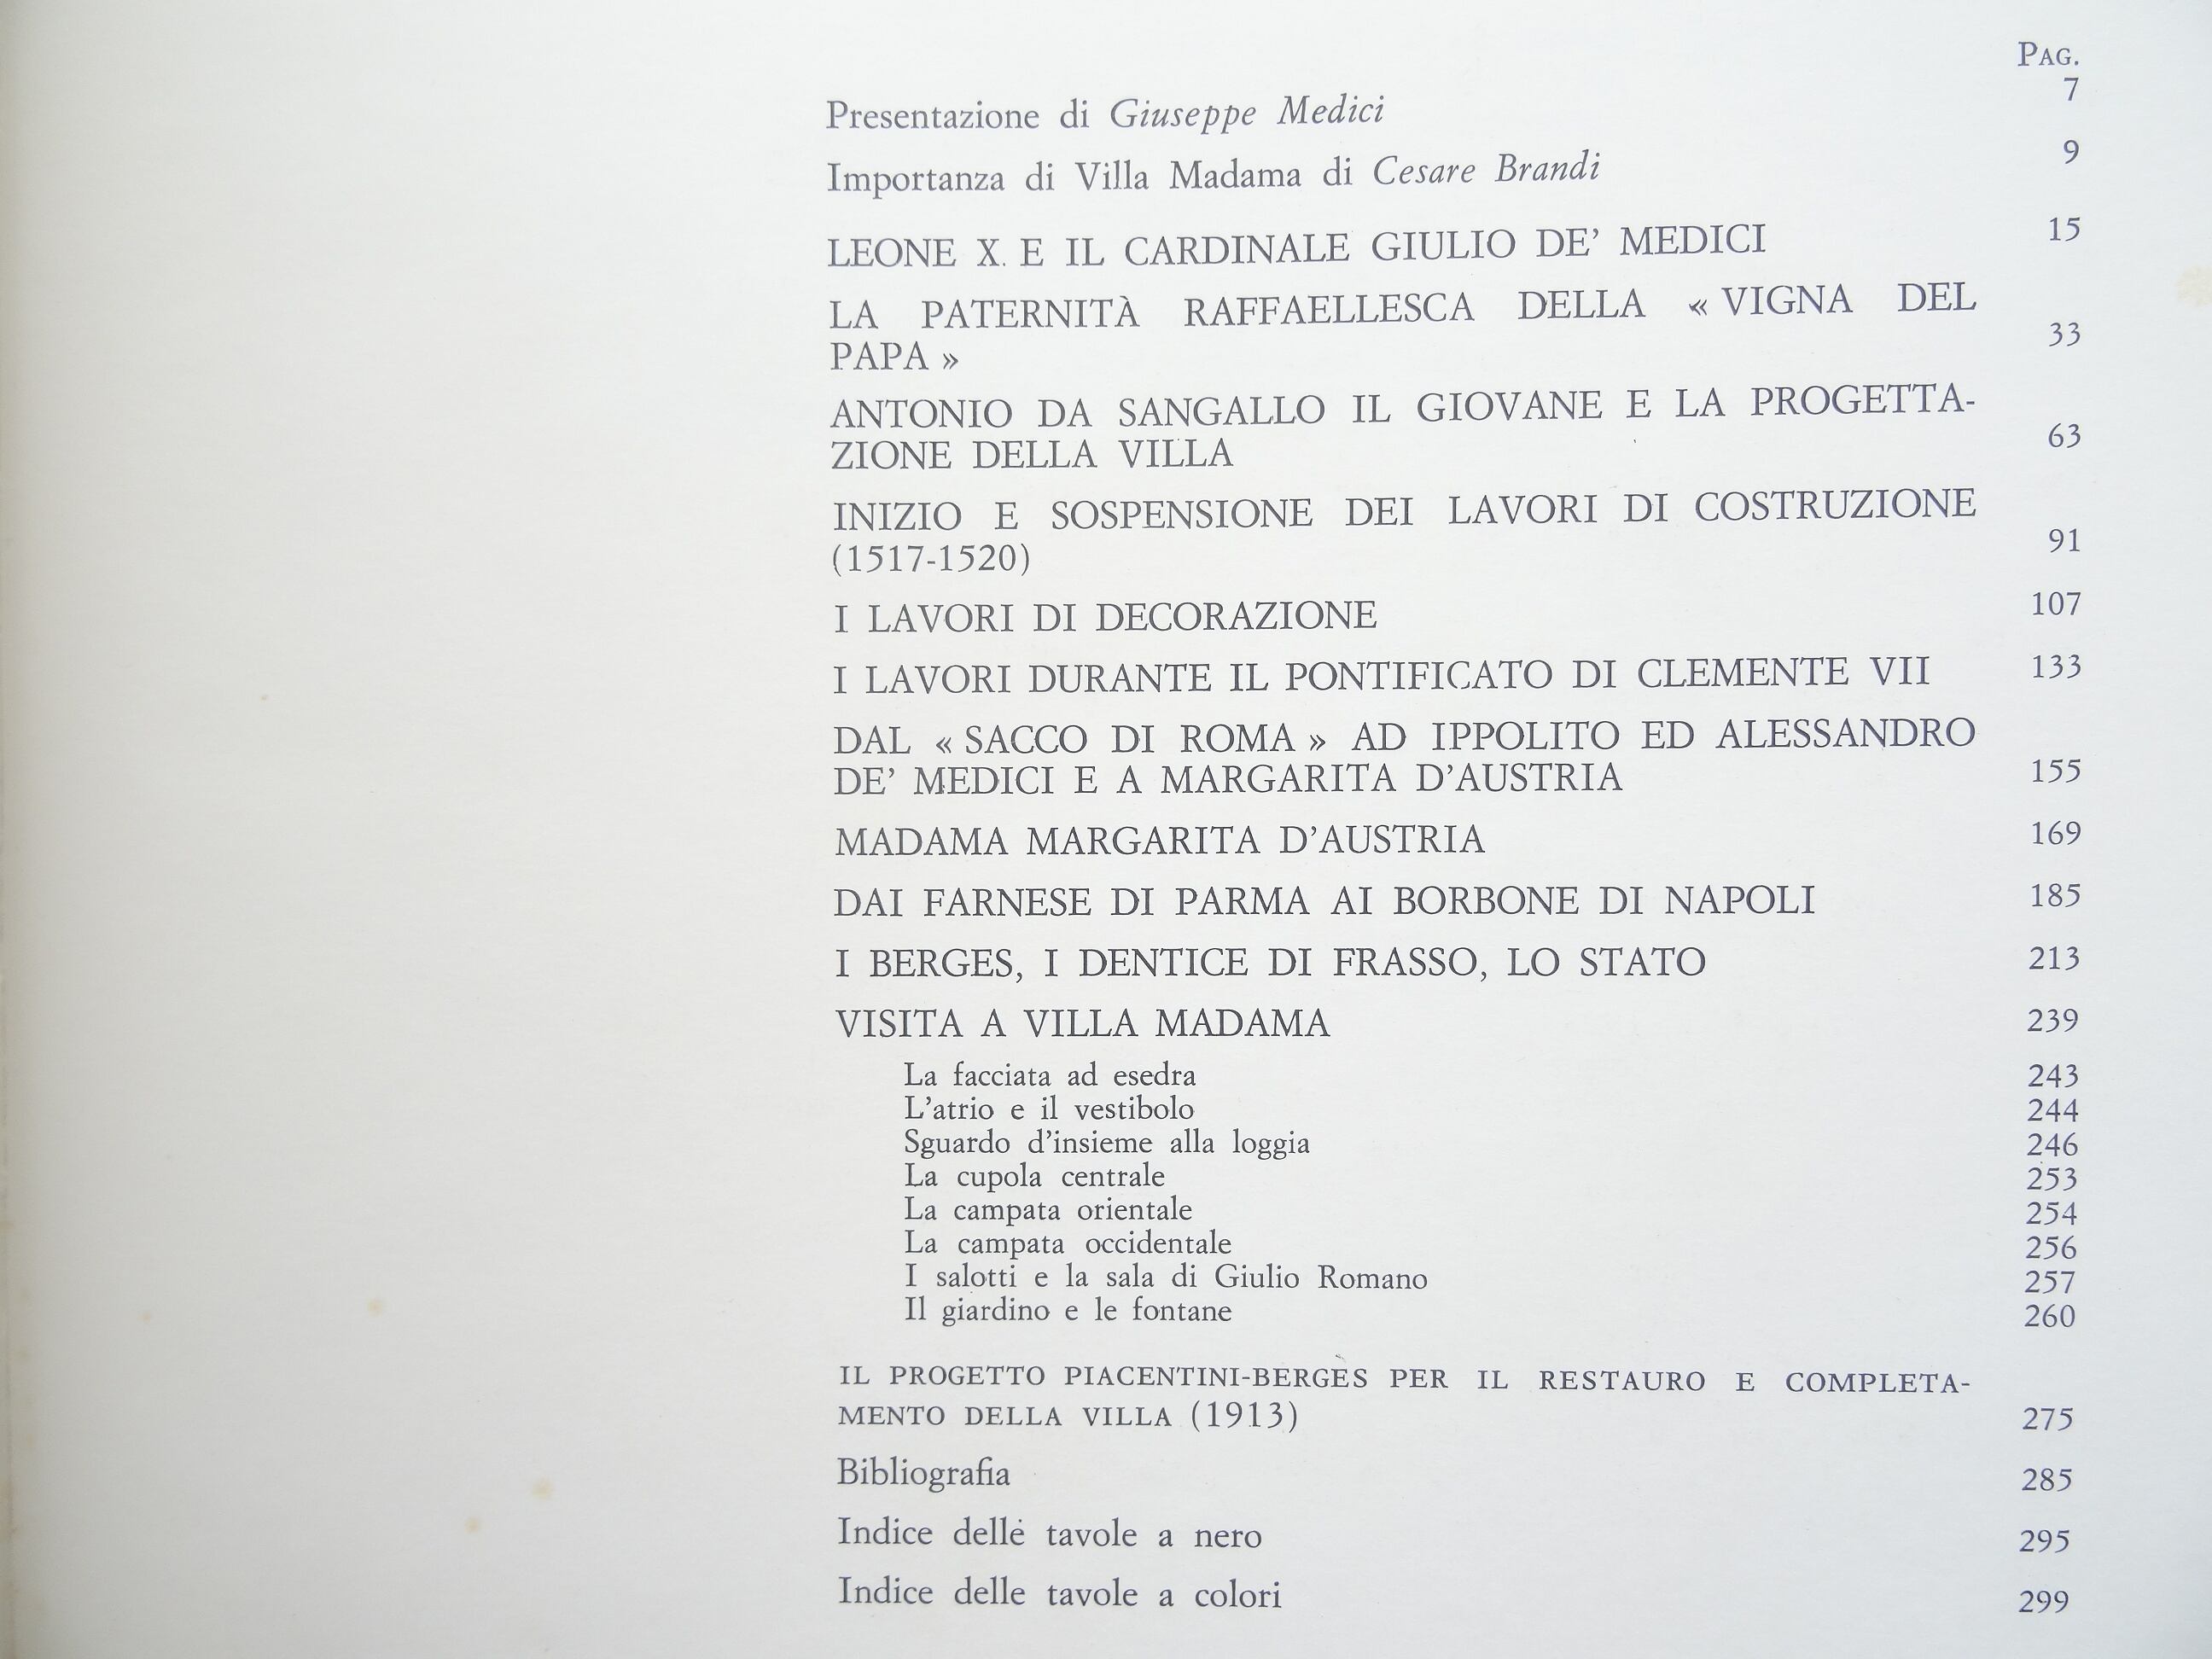 PAG.
Presentazione di Giuseppe Medici 7
Importanza di Villa Madama di Cesare Brandi 9
LEONE X. E IL CARDINALE GIULIO DE' MEDICI 15
LA PATERNITÀ RAFFAELLESCA DELLA « VIGNA DEL
PAPA » 33
ANTONIO DA SANGALLO IL GIOVANE E LA PROGETTA-
ZIONE DELLA VILLA 63
INIZIO E SOSPENSIONE DEI LAVORI DI COSTRUZIONE
(1517-1520) 91
I LAVORI DI DECORAZIONE 107
I LAVORI DURANTE IL PONTIFICATO DI CLEMENTE VII 133
DAL « SACCO DI ROMA » AD IPPOLITO ED ALESSANDRO
DE' MEDICI E A MARGARITA D'AUSTRIA 155
MADAMA MARGARITA D'AUSTRIA 169
DAI FARNESE DI PARMA AI BORBONE DI NAPOLI 185
I BERGES, I DENTICE DI FRASSO, LO STATO 213
VISITA A VILLA MADAMA 239
La facciata ad esedra 243
L'atrio e il vestibolo 244
Sguardo d'insieme alla loggia 246
La cupola centrale 253
La campata orientale 254
La campata occidentale 256
I salotti e la sala di Giulio Romano 257
Il giardino e le fontane 260
IL PROGETTO PIACENTINI-BERGÈS PER IL RESTAURO E COMPLETA-
MENTO DELLA VILLA (1913) 275
Bibliografia 285
Indice delle tavole a nero 295
Indice delle tavole a colori 299